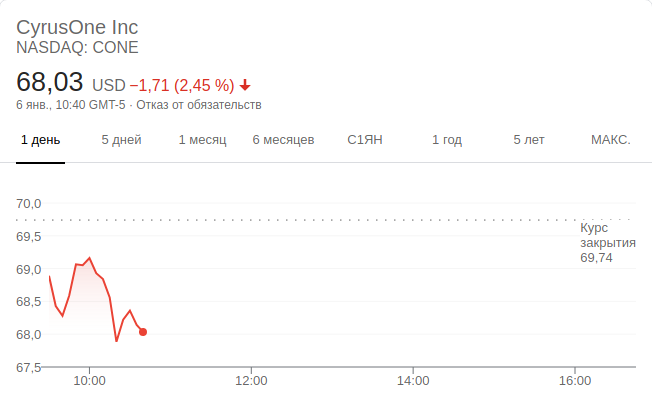 CyrusOne Inc
NASDAQ: CONE
68,03 USD −1,71 (2,45 %)
6 янв., 10:40 GMT-5 · Отказ от обязательств
1 день 5 дней 1 месяц 6 месяцев С1ЯН 1 год 5 лет МАКС.
70,0
Курс
закрытия
69,74
69,5
69,0
68,5
68,0
67,5
10:00 12:00 14:00 16:00